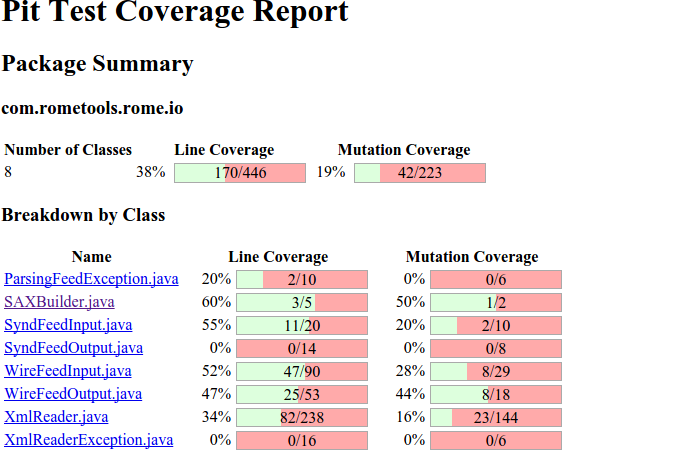 Pit Test Coverage Report
Package Summary
com.rometools.rome.io
Number of Classes Line Coverage Mutation Coverage
8 38% 170/446 19% 42/223
Breakdown by Class
Name Line Coverage Mutation Coverage
ParsingFeedException.java 20% 2/10 0% 0/6
SAXBuilder.java 60% 3/5 50% 1/2
SyndFeedInput.java 55% 11/20 20% 2/10
SyndFeedOutput.java 0% 0/14 0% 0/8
WireFeedInput.java 52% 47/90 28% 8/29
WireFeedOutput.java 47% 25/53 44% 8/18
XmlReader.java 34% 82/238 16% 23/144
XmlReaderException.java 0% 0/16 0% 0/6